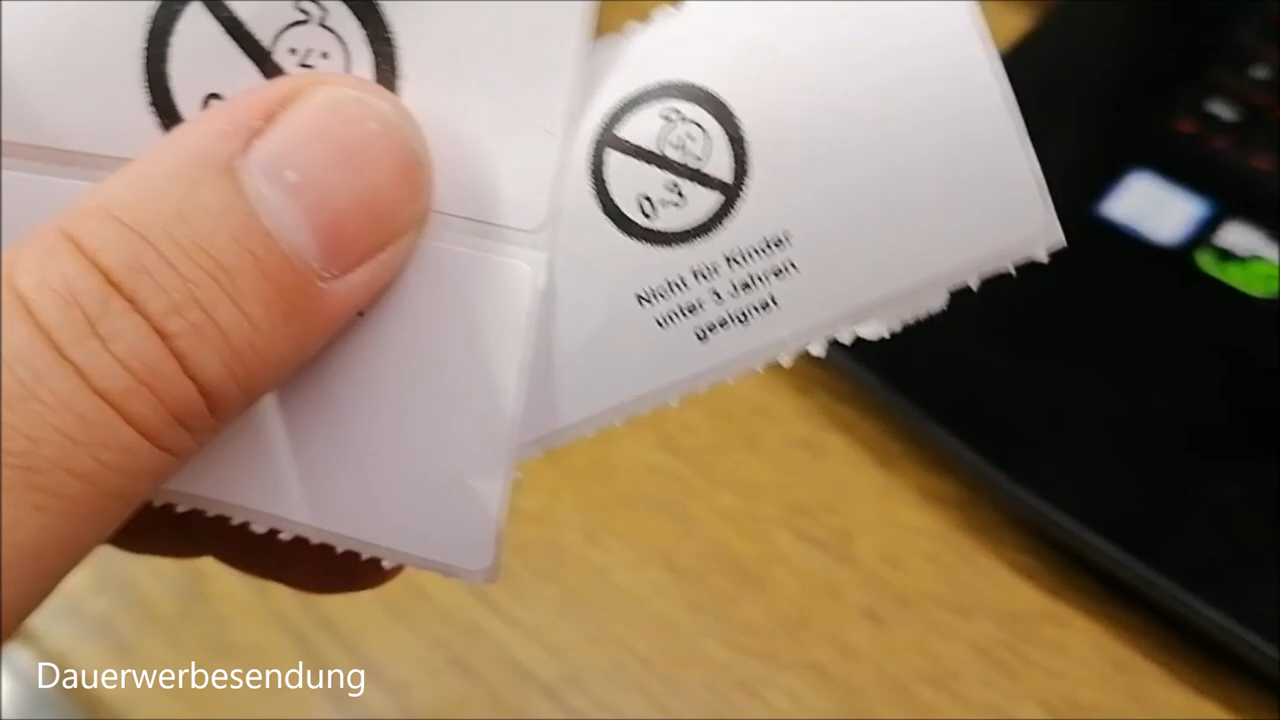 0-3
Nicht für Kinder
unter 3 Jahren
geeignet
Dauerwerbesendung